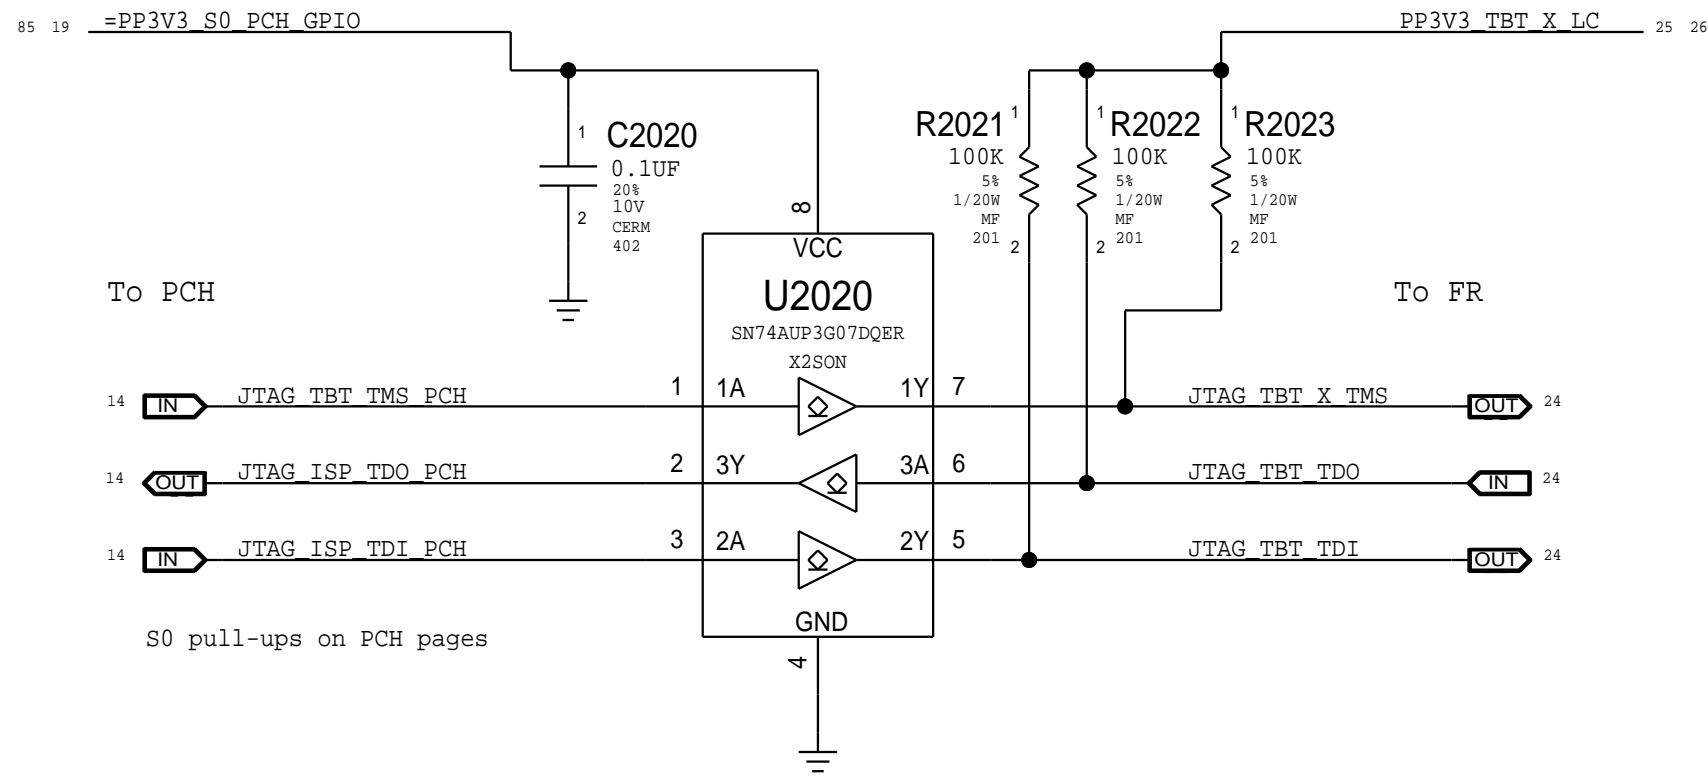 85 19 =PP3V3_S0_PCH_GPIO
PP3V3_TBT_X_LC 25 26
1
C2020
0.1UF
20%
10V
CERM
402
2
R2021 1
100K
5%
1/20W
MF
201 2
1 R2022
100K
5%
1/20W
MF
2 201
1 R2023
100K
5%
1/20W
MF
2 201
8
VCC
U2020
SN74AUP3G07DQER
X2SON
To PCH
To FR
14 IN JTAG_TBT_TMS_PCH 1 1A 1Y 7 JTAG_TBT_X_TMS OUT 24
14 OUT JTAG_ISP_TDO_PCH 2 3Y 3A 6 JTAG_TBT_TDO IN 24
14 IN JTAG_ISP_TDI_PCH 3 2A 2Y 5 JTAG_TBT_TDI OUT 24
GND
4
S0 pull-ups on PCH pages